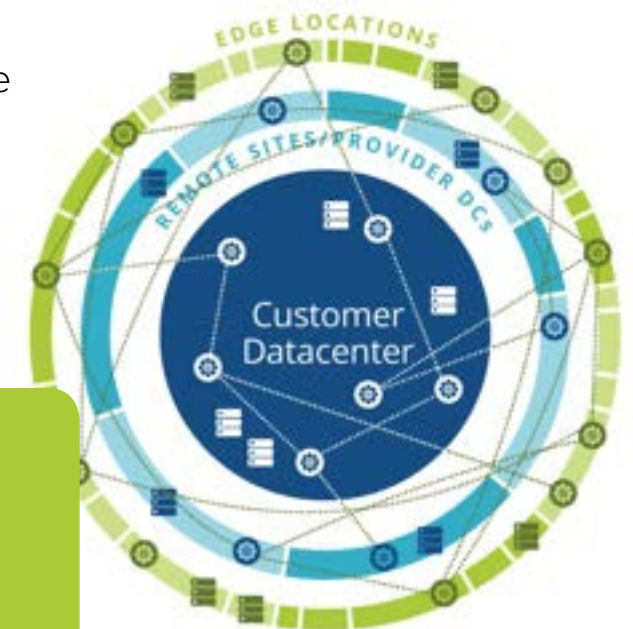 EDGE LOCATIONS
e
REMOTE SITES/PROVIDER DCs
Customer
Datacenter